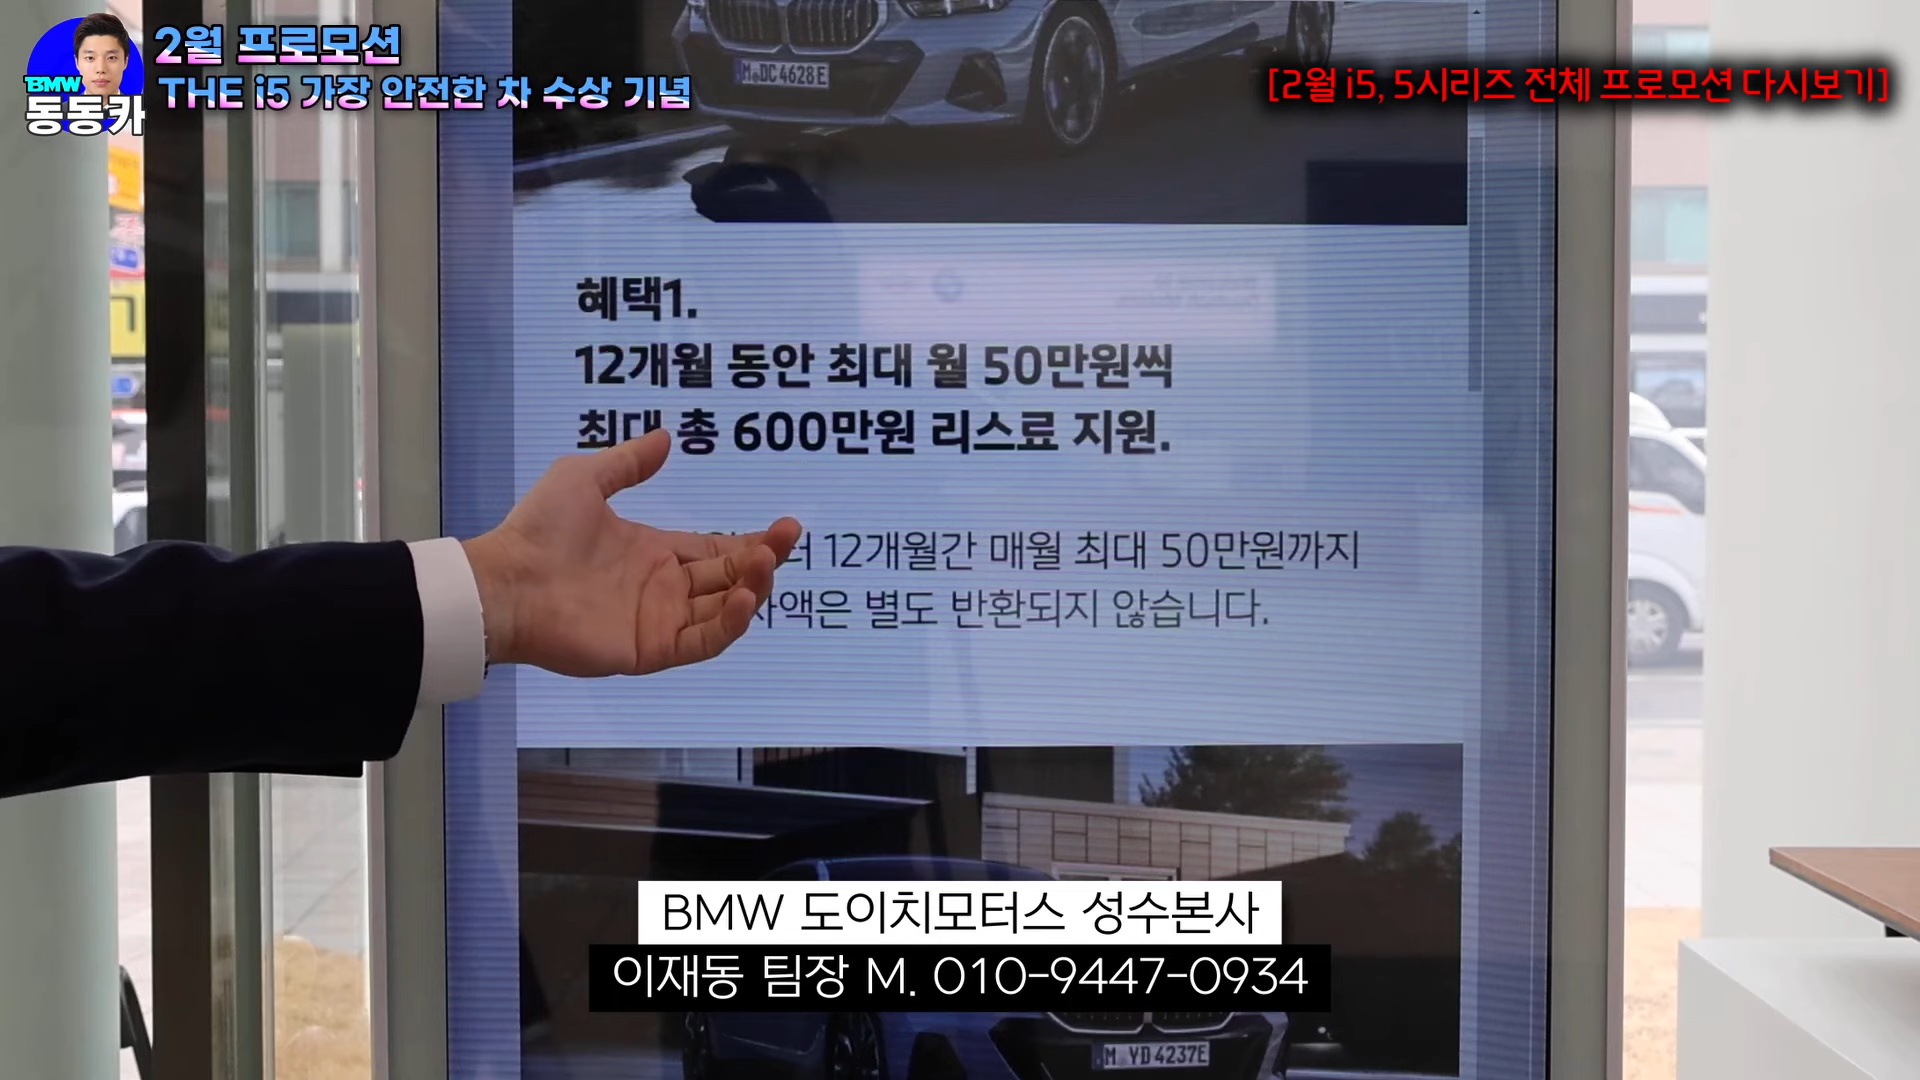 BMW
동동카
2월 프로모션
THE i5 가장 안전한 차 수상 기념
[2월 i5, 5시리즈 전체 프로모션 다시보기]
M DC 4628 E
혜택1.
12개월 동안 최대 월 50만원씩
최대 총 600만원 리스료 지원.
터 12개월간 매월 최대 50만원까지
차액은 별도 반환되지 않습니다.
BMW 도이치모터스 성수본사
이재동 팀장 M. 010-9447-0934
M YD 4237E